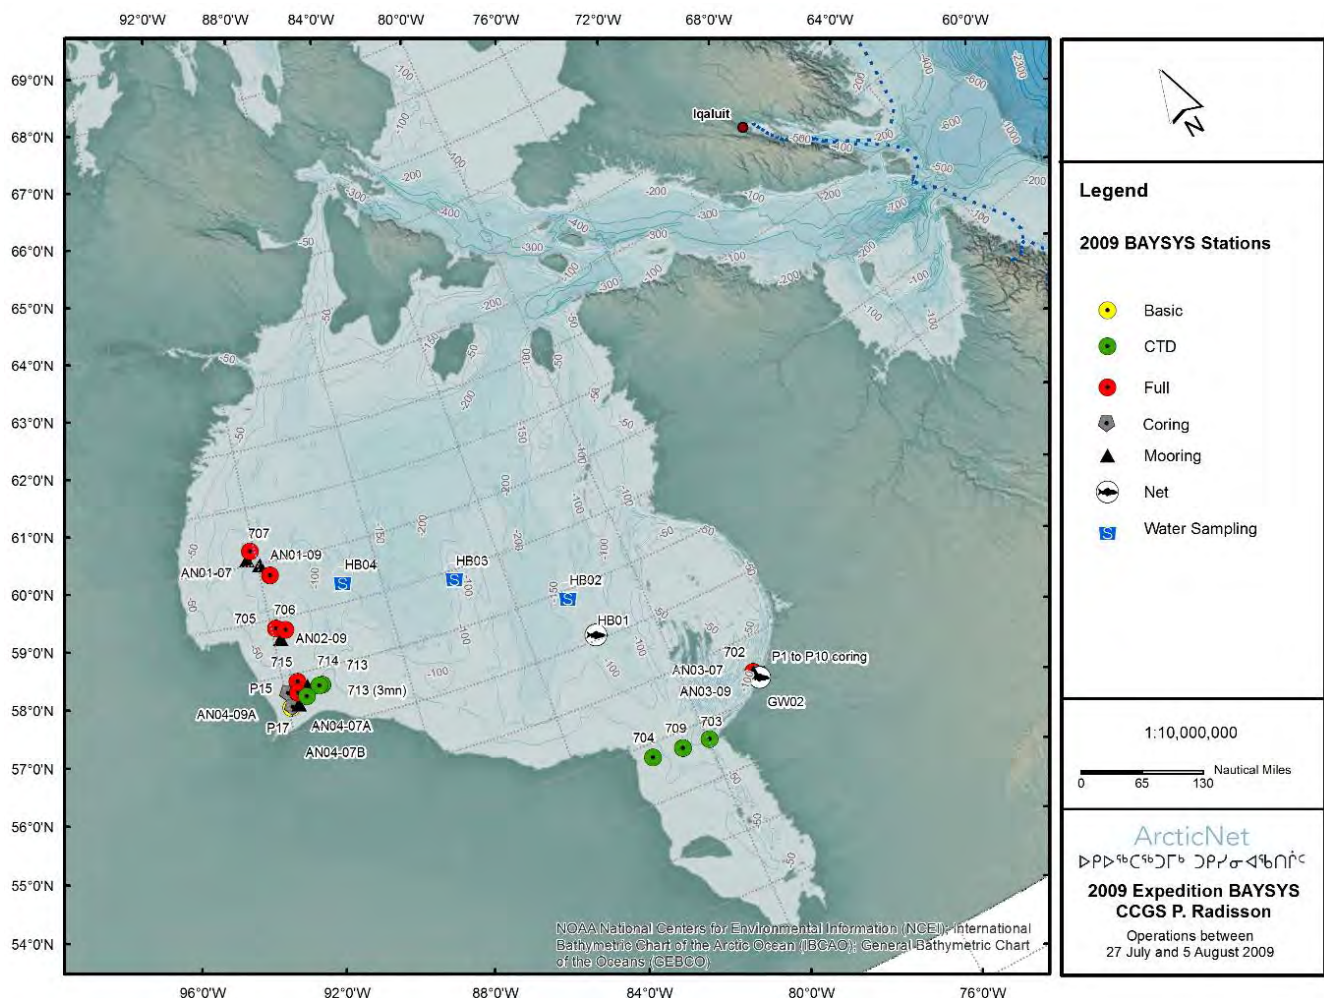 92°0'W 88°0'W 84°0'W 80°0'W 76°0'W 72°0'W 68°0'W 64°0'W 60°0'W
69°0'N
68°0'N
67°0'N
66°0'N
65°0'N
64°0'N
63°0'N
62°0'N
61°0'N
60°0'N
59°0'N
58°0'N
57°0'N
56°0'N
55°0'N
54°0'N
96°0'W 92°0'W 88°0'W 84°0'W 80°0'W 76°0'W
Iqaluit
707
AN01-09
AN01-07
HB04
HB03
HB02
HB01
705 706
AN02-09
715 714 713
P15
713 (3mn)
AN04-09A
P17
AN04-07A
AN04-07B
702
P1 to P10 coring
AN03-07
AN03-09
GW02
704 709 703
NOAA National Centers for Environmental Information (NCEI); International
Bathymetric Chart of the Arctic Ocean (IBCAO); General Bathymetric Chart
of the Oceans (GEBCO)
N
Legend
2009 BAYSYS Stations
Basic
CTD
Full
Coring
Mooring
Net
S Water Sampling
1:10,000,000
Nautical Miles
0 65 130
ArcticNet
ᐅᑭᐅᖅᑕᖅᑐᒥᒃ ᑐᑭᓯᓂᐊᖃᑎᒌᑦ
2009 Expedition BAYSYS
CCGS P. Radisson
Operations between
27 July and 5 August 2009